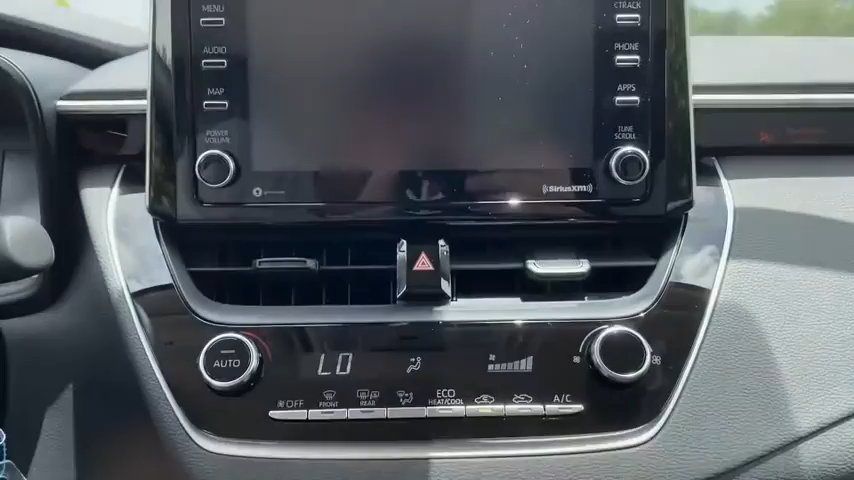 MENU
AUDIO
MAP
POWER
VOLUME
TRACK
PHONE
APPS
TUNE
SCROLL
SiriusXM
AUTO
LO
OFF
FRONT
REAR
ECO
HEAT/COOL
A/C